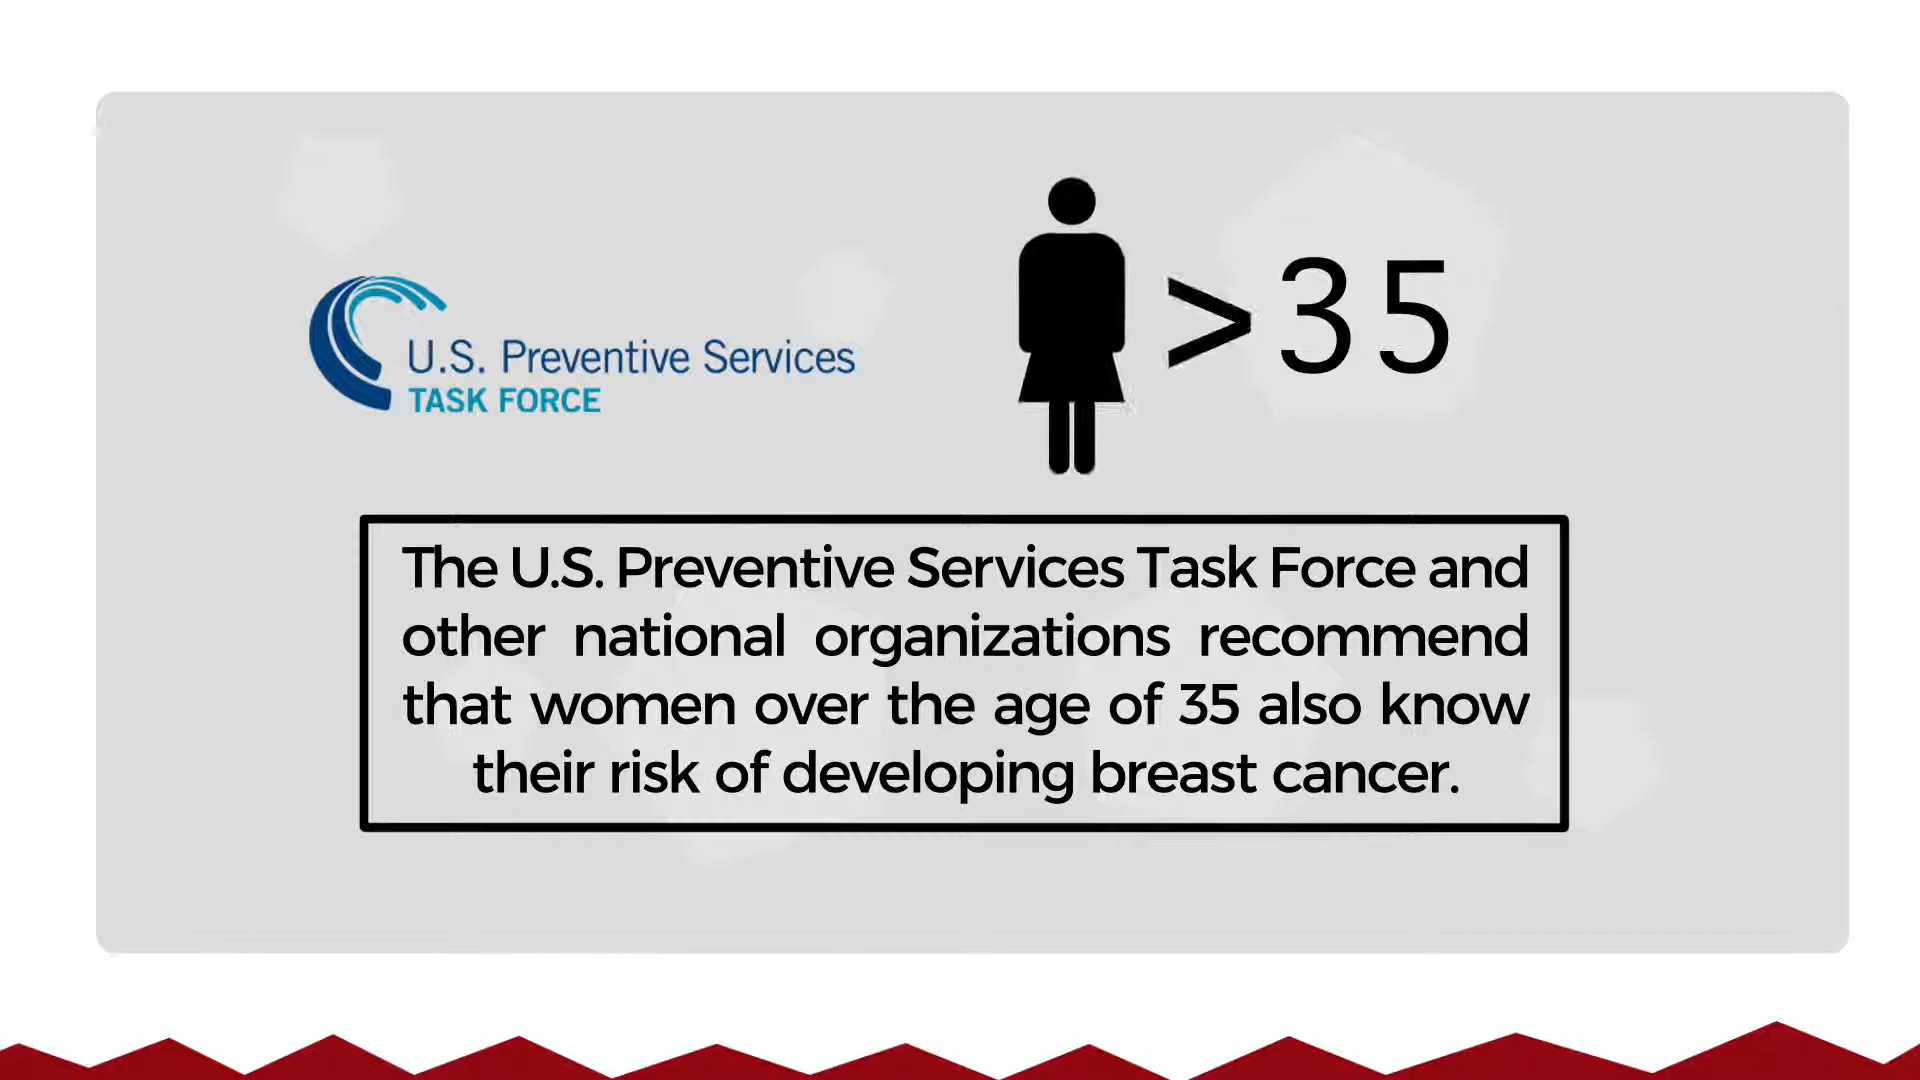 U.S. Preventive Services
TASK FORCE
>35
The U.S. Preventive Services Task Force and
other national organizations recommend
that women over the age of 35 also know
their risk of developing breast cancer.